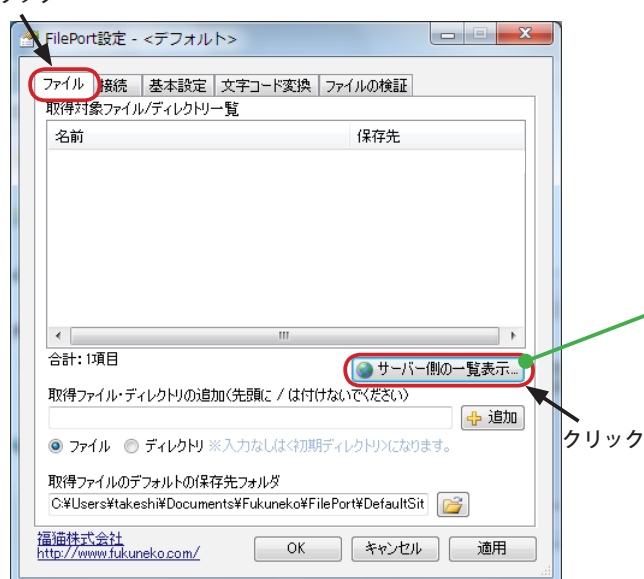 FilePort設定 - <デフォルト>
ファイル 接続 基本設定 文字コード変換 ファイルの検証
取得対象ファイル/ディレクトリ一覧
名前 保存先
合計: 1項目
サーバー側の一覧表示...
取得ファイル・ディレクトリの追加(先頭に / は付けないでください)
追加
クリック
ファイル ディレクトリ ※入力なしは<初期ディレクトリ>になります。
取得ファイルのデフォルトの保存先フォルダ
C:¥Users¥takeshi¥Documents¥Fukuneko¥FilePort¥DefaultSit
福猫株式会社
http://www.fukuneko.com/
OK キャンセル 適用